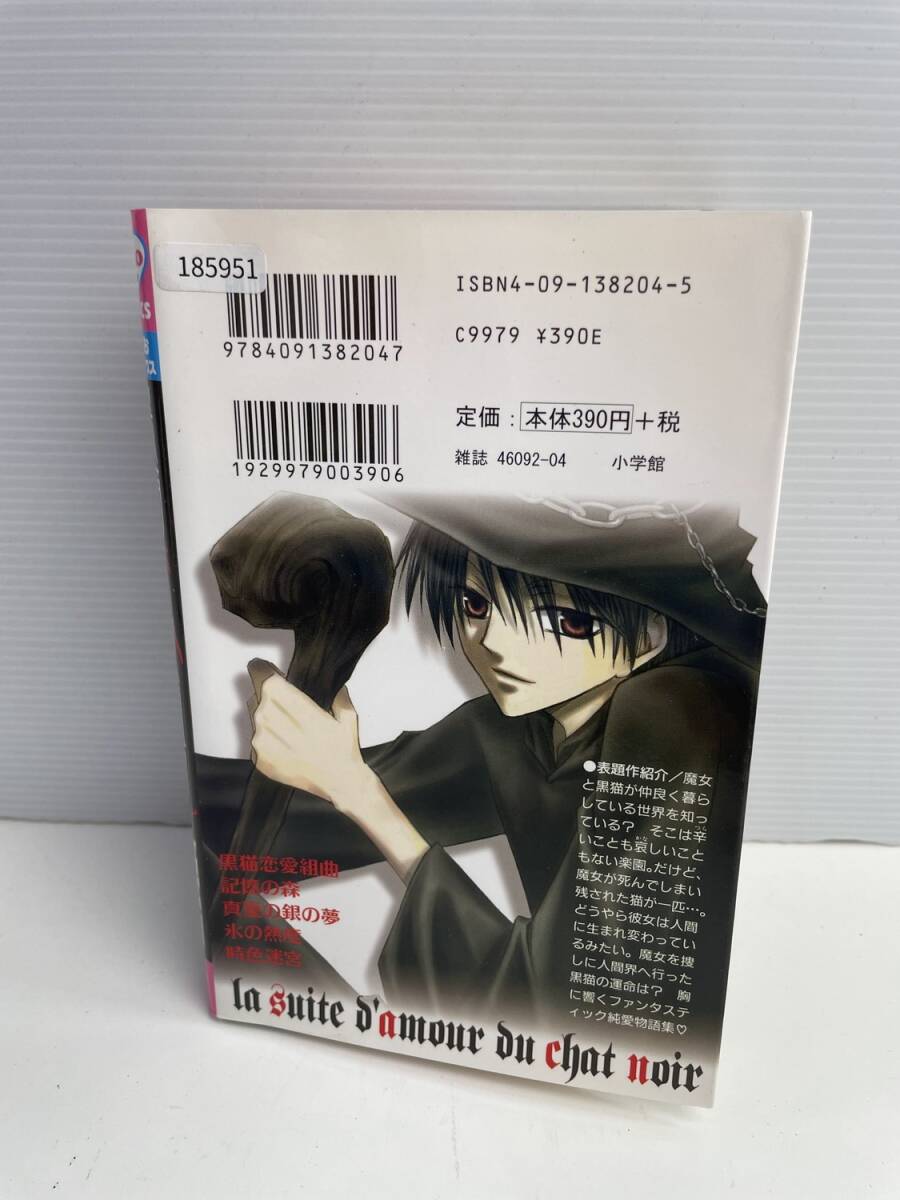 185951
9784091382047
1929979003906
ISBN4-09-138204-5
C9979 ¥390E
定価：本体390円＋税
雑誌 46092-04 小学館
●表題作紹介／魔女
と黒猫が仲良く暮ら
している世界を知っ
ている？ そこは辛
いことも哀しいこと
もない楽園。だけど、
魔女が死んでしまい
残された猫が一匹…。
どうやら彼女は人間
に生まれ変わってい
るみたい。魔女を捜
しに人間界へ行った
黒猫の運命は？ 胸
に響くファンタステ
ィック純愛物語集♡
黒猫恋愛組曲
記憶の森
の銀の夢
氷の熱
時色迷宮
la suite d'amour du chat noir